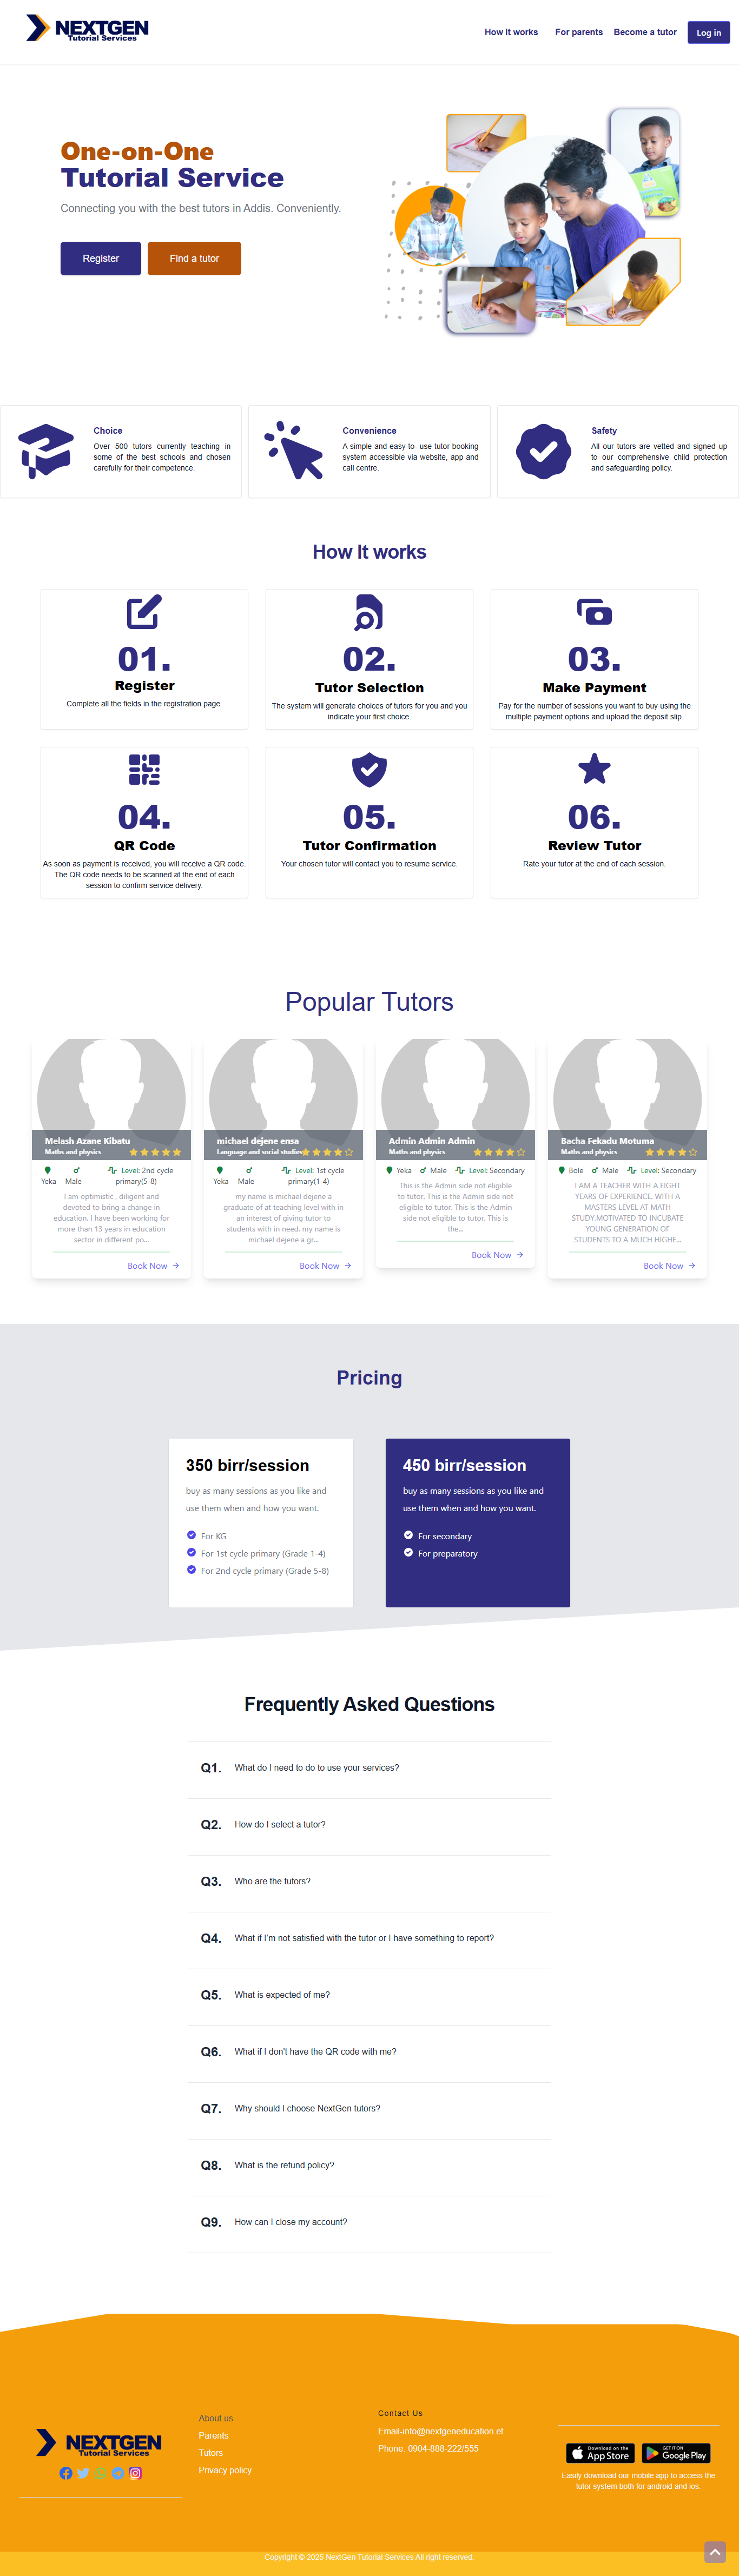 NEXTGEN
Tutorial Services
How it works
For parents
Become a tutor
Log in
One-on-One
Tutorial Service
Connecting you with the best tutors in Addis. Conveniently.
Register
Find a tutor
Choice
Over 500 tutors currently teaching in
some of the best schools and chosen
carefully for their competence.
Convenience
A simple and easy-to- use tutor booking
system accessible via website, app and
call centre.
Safety
All our tutors are vetted and signed up
to our comprehensive child protection
and safeguarding policy.
How It works
01.
Register
Complete all the fields in the registration page.
02.
Tutor Selection
The system will generate choices of tutors for you and you
indicate your first choice.
03.
Make Payment
Pay for the number of sessions you want to buy using the
multiple payment options and upload the deposit slip.
04.
QR Code
As soon as payment is received, you will receive a QR code.
The QR code needs to be scanned at the end of each
session to confirm service delivery.
05.
Tutor Confirmation
Your chosen tutor will contact you to resume service.
06.
Review Tutor
Rate your tutor at the end of each session.
Popular Tutors
Melash Azane Kibatu
Maths and physics
Yeka
Male
Level: 2nd cycle
primary(5-8)
I am optimistic , diligent and
devoted to bring a change in
education. I have been working for
more than 13 years in education
sector in different po...
Book Now
michael dejene ensa
Language and social studies
Yeka
Male
Level: 1st cycle
primary(1-4)
my name is michael dejene a
graduate of at teaching level with in
an interest of giving tutor to
students with in need. my name is
michael dejene a gr...
Book Now
Admin Admin Admin
Maths and physics
Yeka
Male
Level: Secondary
This is the Admin side not eligible
to tutor. This is the Admin side not
eligible to tutor. This is the Admin
side not eligible to tutor. This is
the...
Book Now
Bacha Fekadu Motuma
Maths and physics
Bole
Male
Level: Secondary
I AM A TEACHER WITH A EIGHT
YEARS OF EXPERIENCE. WITH A
MASTERS LEVEL AT MATH
STUDY,MOTIVATED TO INCUBATE
YOUNG GENERATION OF
STUDENTS TO A MUCH HIGHE...
Book Now
Pricing
350 birr/session
buy as many sessions as you like and
use them when and how you want.
For KG
For 1st cycle primary (Grade 1-4)
For 2nd cycle primary (Grade 5-8)
450 birr/session
buy as many sessions as you like and
use them when and how you want.
For secondary
For preparatory
Frequently Asked Questions
Q1. What do I need to do to use your services?
Q2. How do I select a tutor?
Q3. Who are the tutors?
Q4. What if I'm not satisfied with the tutor or I have something to report?
Q5. What is expected of me?
Q6. What if I don't have the QR code with me?
Q7. Why should I choose NextGen tutors?
Q8. What is the refund policy?
Q9. How can I close my account?
NEXTGEN
Tutorial Services
About us
Parents
Tutors
Privacy policy
Contact Us
Email-info@nextgeneducation.et
Phone: 0904-888-222/555
Download on the
App Store
GET IT ON
Google Play
Easily download our mobile app to access the
tutor system both for android and ios.
Copyright © 2025 NextGen Tutorial Services All right reserved.